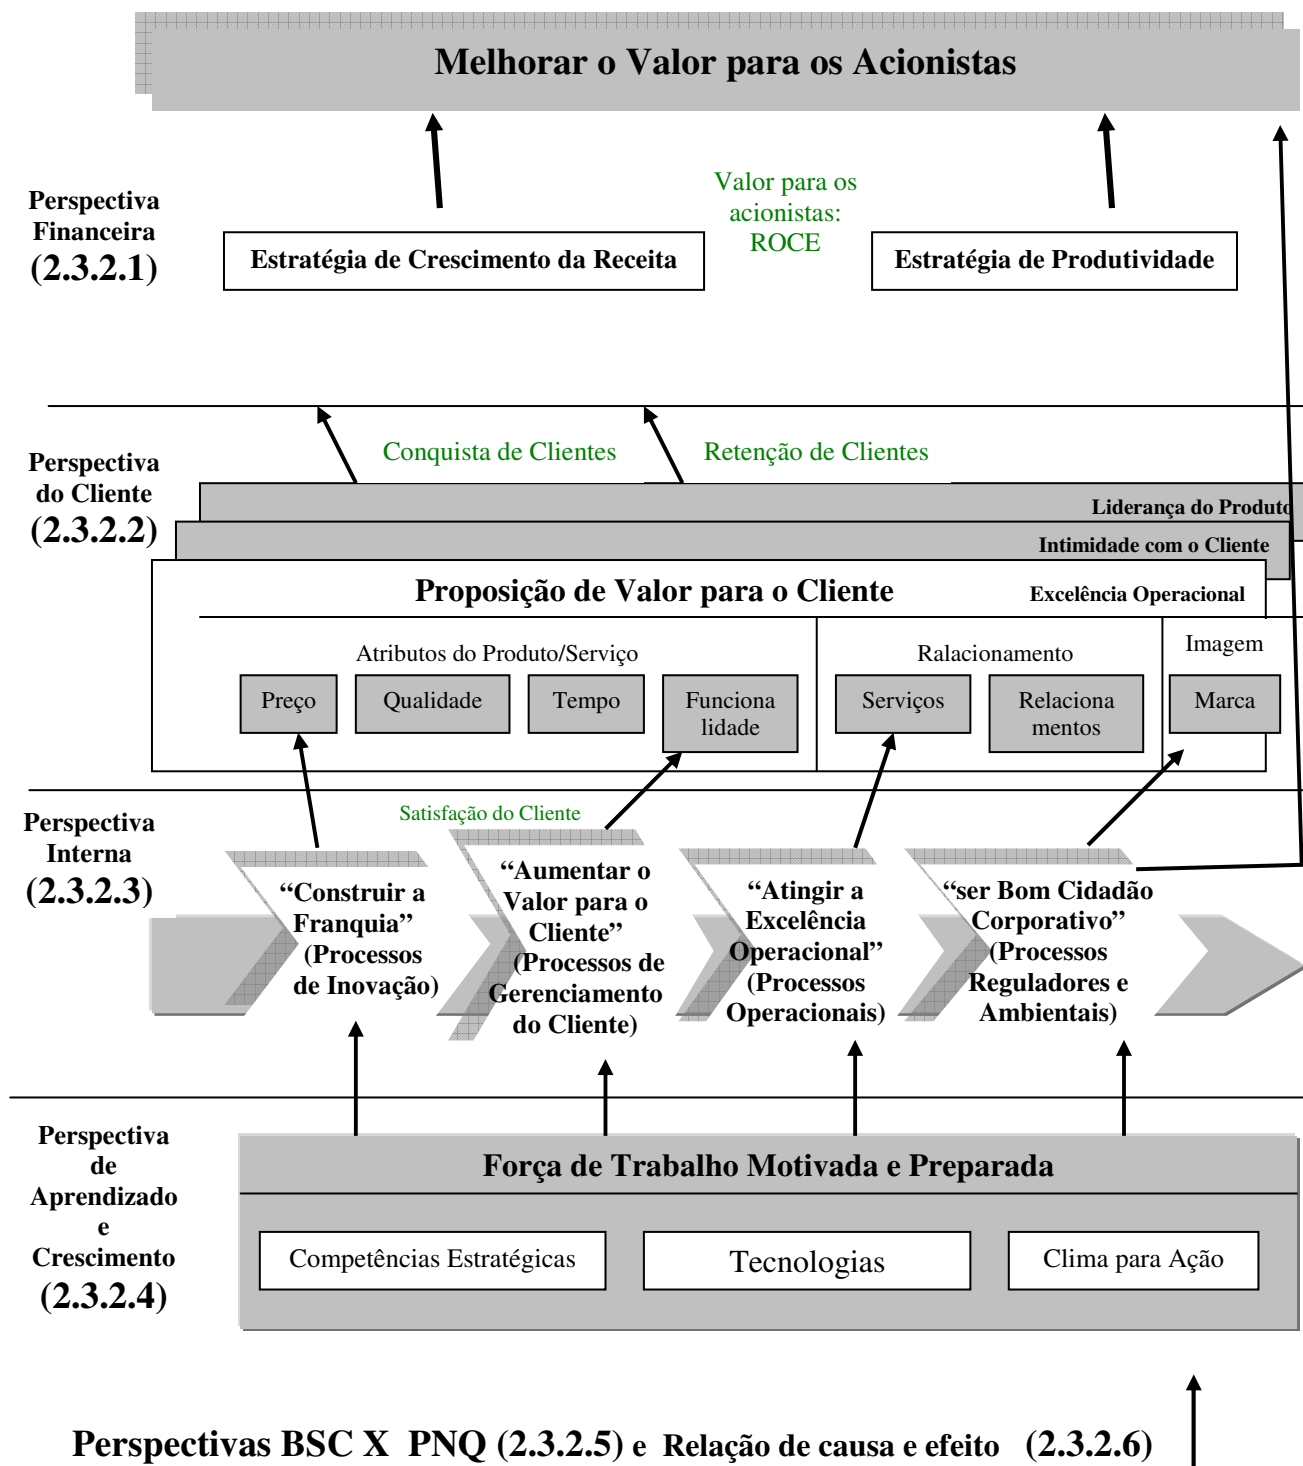 Melhorar o Valor para os Acionistas
Perspectiva
Financeira
(2.3.2.1)
Valor para os
acionistas:
ROCE
Estratégia de Crescimento da Receita
Estratégia de Produtividade
Perspectiva
do Cliente
(2.3.2.2)
Conquista de Clientes
Retenção de Clientes
Liderança do Produto
Intimidade com o Cliente
Proposição de Valor para o Cliente
Excelência Operacional
Atributos do Produto/Serviço
Ralacionamento
Imagem
Preço
Qualidade
Tempo
Funciona
lidade
Serviços
Relaciona
mentos
Marca
Perspectiva
Interna
(2.3.2.3)
Satisfação do Cliente
“Construir a
Franquia”
(Processos
de Inovação)
“Aumentar o
Valor para o
Cliente”
(Processos de
Gerenciamento
do Cliente)
“Atingir a
Excelência
Operacional”
(Processos
Operacionais)
“ser Bom Cidadão
Corporativo”
(Processos
Reguladores e
Ambientais)
Perspectiva
de
Aprendizado
e
Crescimento
(2.3.2.4)
Força de Trabalho Motivada e Preparada
Competências Estratégicas
Tecnologias
Clima para Ação
Perspectivas BSC X PNQ (2.3.2.5) e Relação de causa e efeito (2.3.2.6)